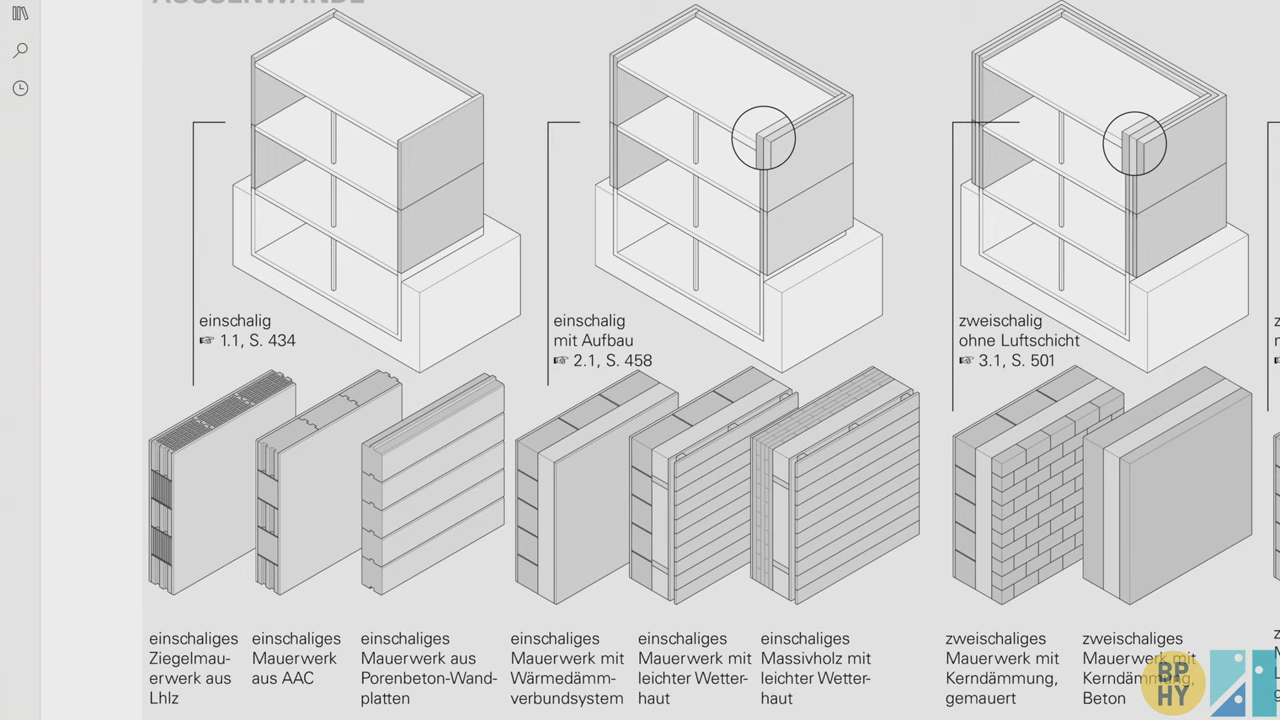 AUSSENWÄNDE
einschalig
☞ 1.1, S. 434
einschalig
mit Aufbau
☞ 2.1, S. 458
zweischalig
ohne Luftschicht
☞ 3.1, S. 501
einschaliges
Ziegelmau-
erwerk aus
Lhlz
einschaliges
Mauerwerk
aus AAC
einschaliges
Mauerwerk aus
Porenbeton-Wand-
platten
einschaliges
Mauerwerk mit
Wärmedämm-
verbundsystem
einschaliges
Mauerwerk mit
leichter Wetter-
haut
einschaliges
Massivholz mit
leichter Wetter-
haut
zweischaliges
Mauerwerk mit
Kerndämmung,
gemauert
zweischaliges
Mauerwerk mit
Kerndämmung,
Beton
BP
HY